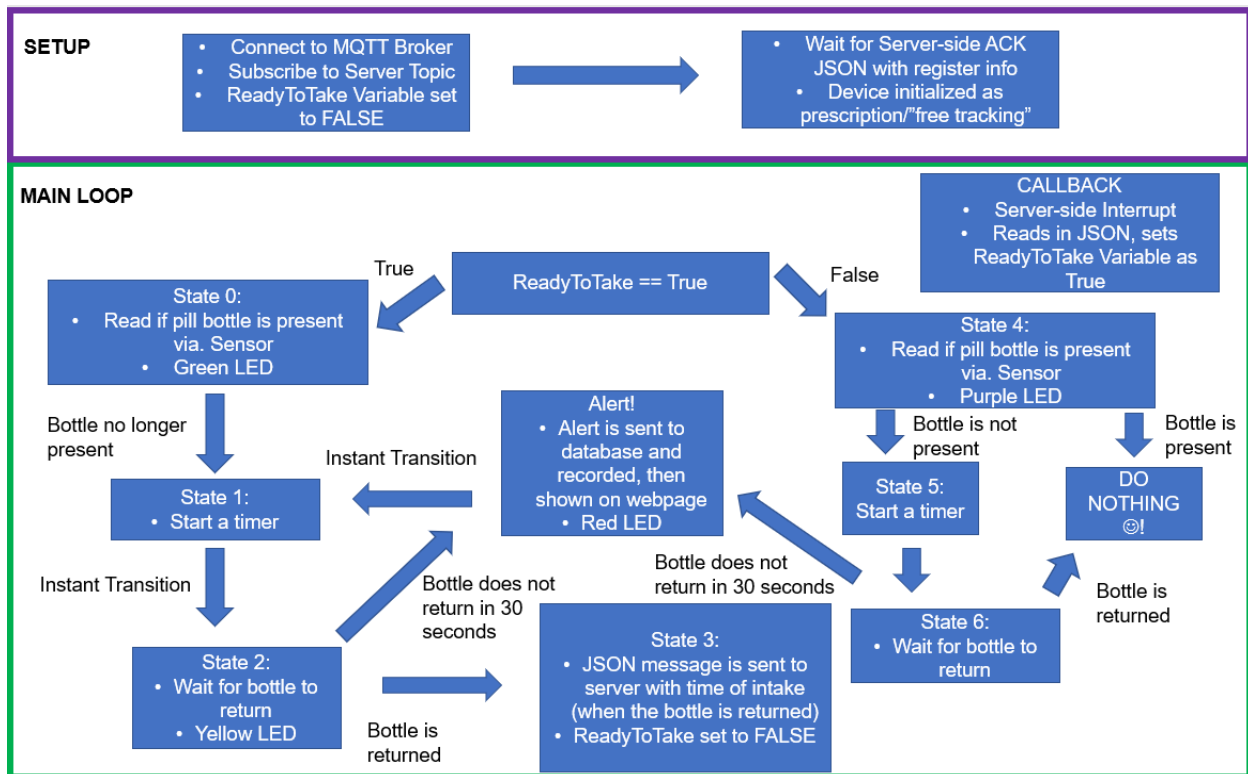 SETUP
• Connect to MQTT Broker
• Subscribe to Server Topic
• ReadyToTake Variable set
to FALSE
• Wait for Server-side ACK
JSON with register info
• Device initialized as
prescription/”free tracking”
MAIN LOOP
CALLBACK
• Server-side Interrupt
• Reads in JSON, sets
ReadyToTake Variable as
True
ReadyToTake == True
True
False
State 0:
• Read if pill bottle is present
via. Sensor
• Green LED
State 4:
• Read if pill bottle is present
via. Sensor
• Purple LED
Bottle no longer
present
Alert!
• Alert is sent to
database and
recorded, then
shown on webpage
• Red LED
Bottle is not
present
Bottle is
present
Instant Transition
State 1:
• Start a timer
State 5:
Start a timer
DO
NOTHING
☺!
Instant Transition
Bottle does not
return in 30
seconds
Bottle does not
return in 30 seconds
Bottle is
returned
State 2:
• Wait for bottle to
return
• Yellow LED
Bottle is
returned
State 3:
• JSON message is sent to
server with time of intake
(when the bottle is returned)
• ReadyToTake set to FALSE
State 6:
• Wait for bottle to
return